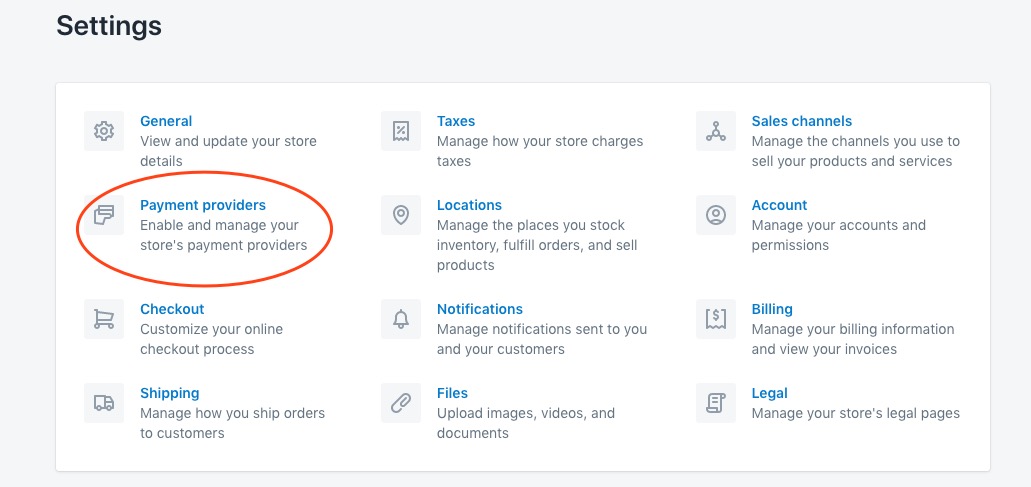 Settings
General
View and update your store
details
Taxes
Manage how your store charges
taxes
Sales channels
Manage the channels you use to
sell your products and services
Payment providers
Enable and manage your
store's payment providers
Locations
Manage the places you stock
inventory, fulfill orders, and sell
products
Account
Manage your accounts and
permissions
Checkout
Customize your online
checkout process
Notifications
Manage notifications sent to you
and your customers
Billing
Manage your billing information
and view your invoices
Shipping
Manage how you ship orders
to customers
Files
Upload images, videos, and
documents
Legal
Manage your store's legal pages